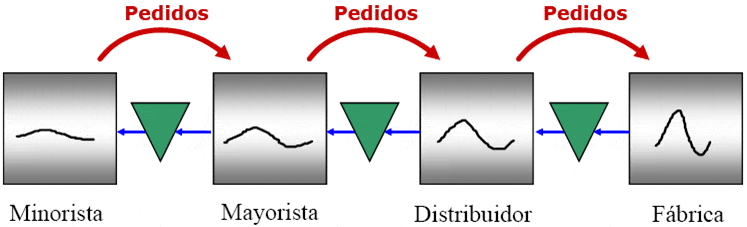 Pedidos
Pedidos
Pedidos
Minorista
Mayorista
Distribuidor
Fábrica